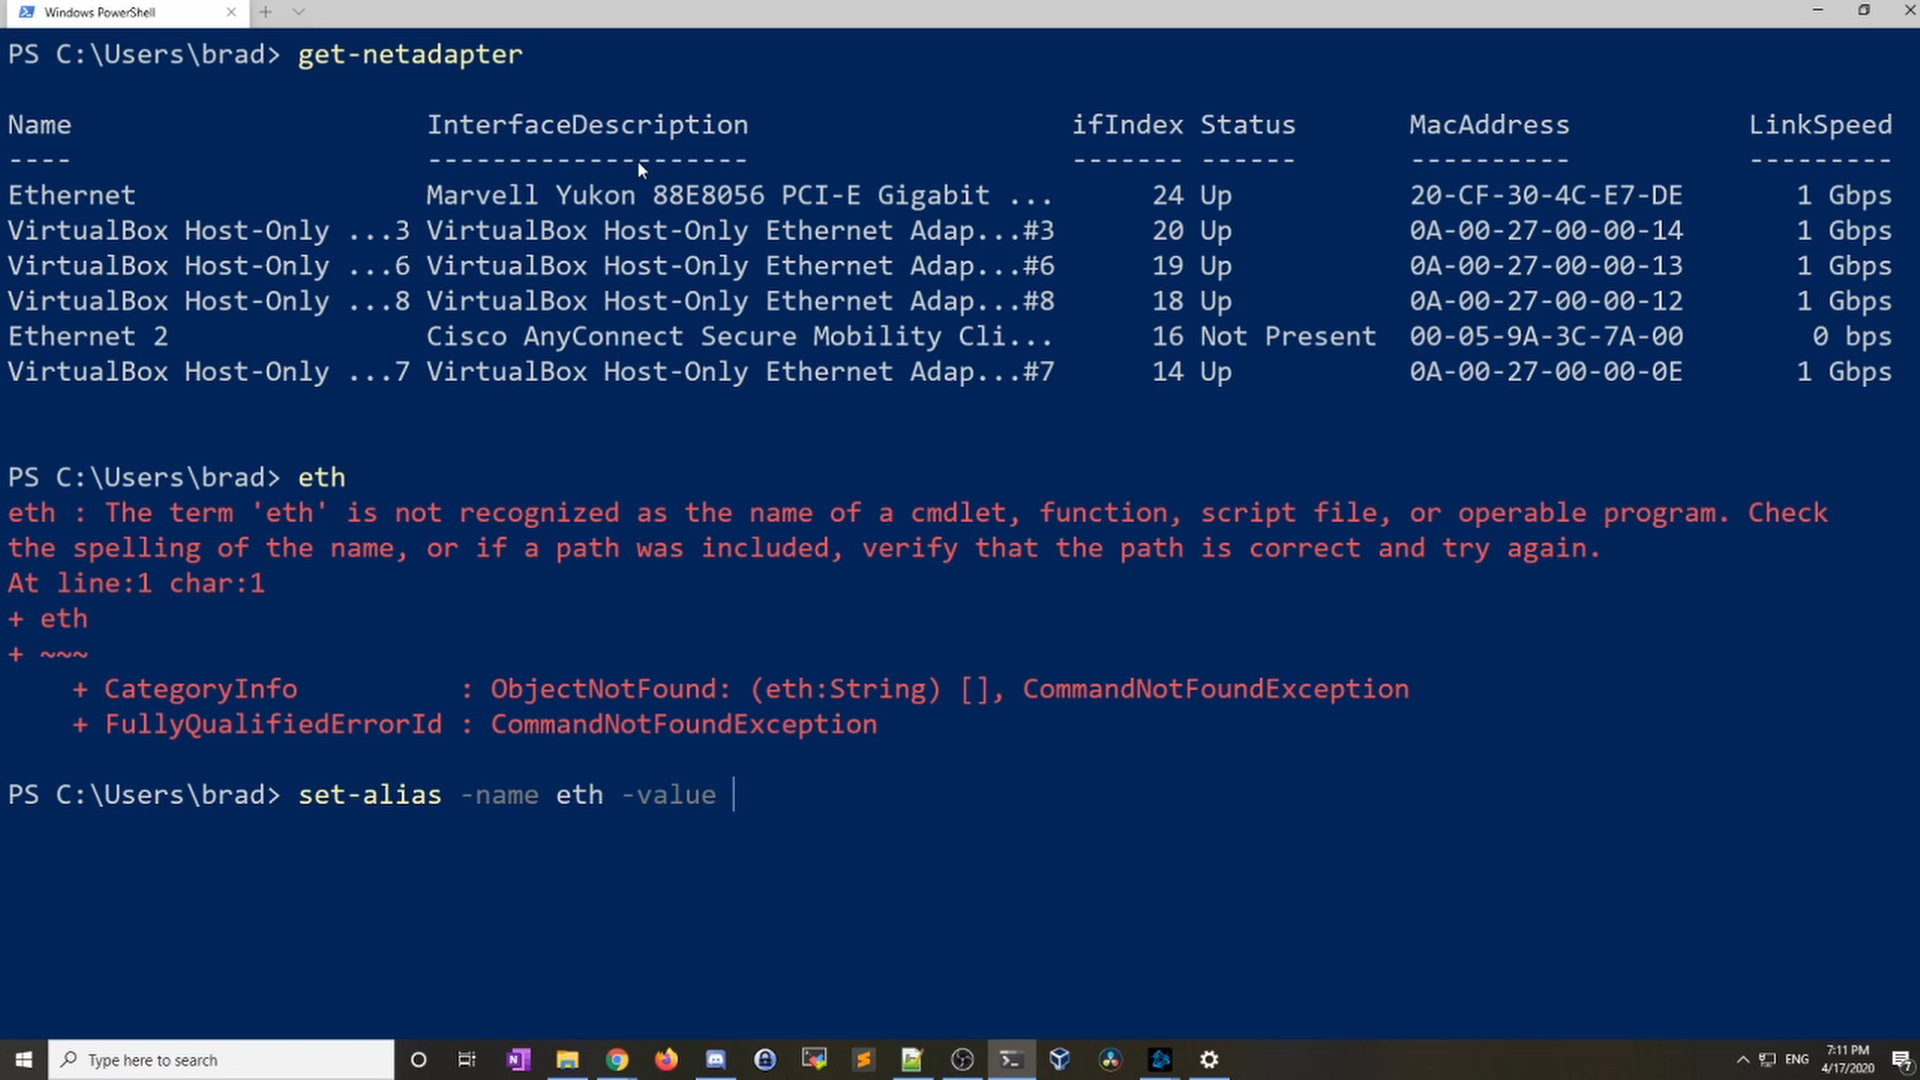 Windows PowerShell
PS C:\Users\brad> get-netadapter
Name InterfaceDescription ifIndex Status MacAddress LinkSpeed
---- -------------------- ------- ------ ---------- ---------
Ethernet Marvell Yukon 88E8056 PCI-E Gigabit ... 24 Up 20-CF-30-4C-E7-DE 1 Gbps
VirtualBox Host-Only ...3 VirtualBox Host-Only Ethernet Adap...#3 20 Up 0A-00-27-00-00-14 1 Gbps
VirtualBox Host-Only ...6 VirtualBox Host-Only Ethernet Adap...#6 19 Up 0A-00-27-00-00-13 1 Gbps
VirtualBox Host-Only ...8 VirtualBox Host-Only Ethernet Adap...#8 18 Up 0A-00-27-00-00-12 1 Gbps
Ethernet 2 Cisco AnyConnect Secure Mobility Cli... 16 Not Present 00-05-9A-3C-7A-00 0 bps
VirtualBox Host-Only ...7 VirtualBox Host-Only Ethernet Adap...#7 14 Up 0A-00-27-00-00-0E 1 Gbps
PS C:\Users\brad> eth
eth : The term 'eth' is not recognized as the name of a cmdlet, function, script file, or operable program. Check
the spelling of the name, or if a path was included, verify that the path is correct and try again.
At line:1 char:1
+ eth
+ ~~~
+ CategoryInfo : ObjectNotFound: (eth:String) [], CommandNotFoundException
+ FullyQualifiedErrorId : CommandNotFoundException
PS C:\Users\brad> set-alias -name eth -value
Type here to search
ENG
7:11 PM
4/17/2020
7